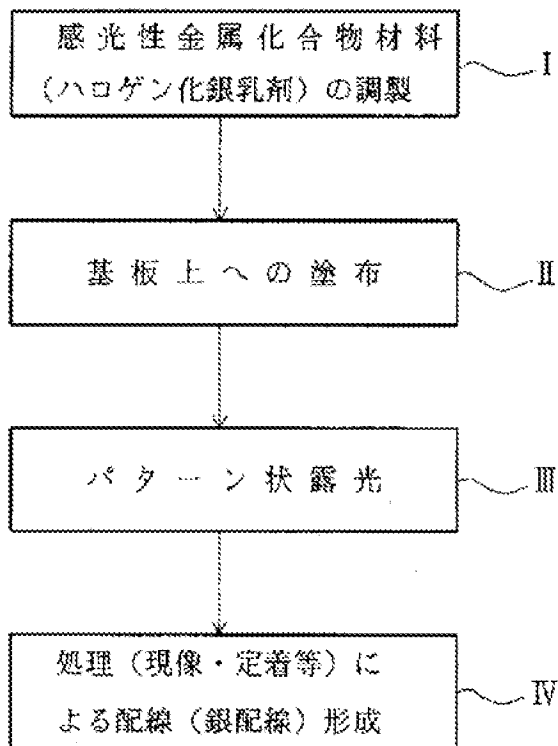 感光性金属化合物材料
(ハロゲン化銀乳剤)の調製
I
基板上への塗布
II
パターン状露光
III
処理(現像・定着等)に
よる配線(銀配線)形成
IV